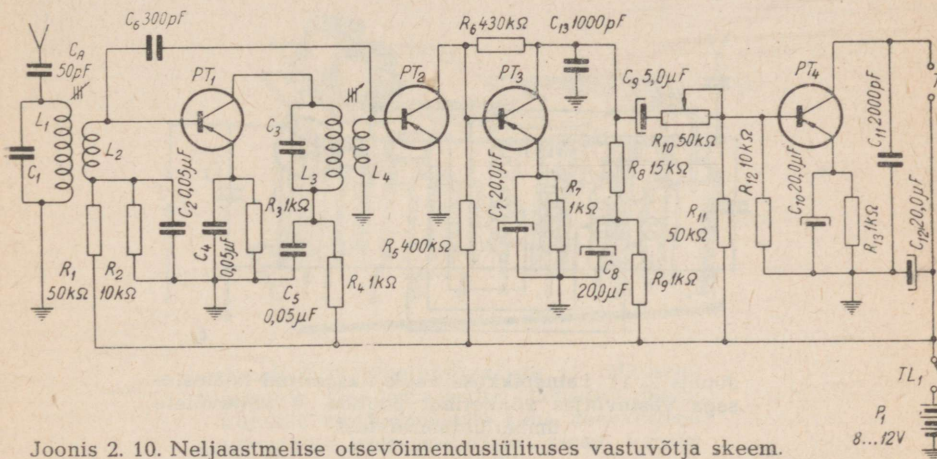 C6 300pF
R6 430kΩ
C13 1000pF
CA
50pF
PT1
PT2
PT3
C9 5,0μF
PT4
L1
L2
C1
C3
L3
L4
R10 50kΩ
R8 15kΩ
R12 10kΩ
C11 2000pF
C2 0,05μF
C4
0,05μF
R3 1kΩ
C7 20,0μF
R7
1kΩ
R5 400kΩ
R11
50kΩ
C10 20,0μF
R13 1kΩ
C12 20,0μF
R1
50kΩ
R2
10kΩ
C5
0,05μF
R4 1kΩ
C8
20,0μF
R9 1kΩ
TL1
P1
8...12V
Joonis 2. 10. Neljaastmelise otsevõimenduslülituses vastuvõtja skeem.